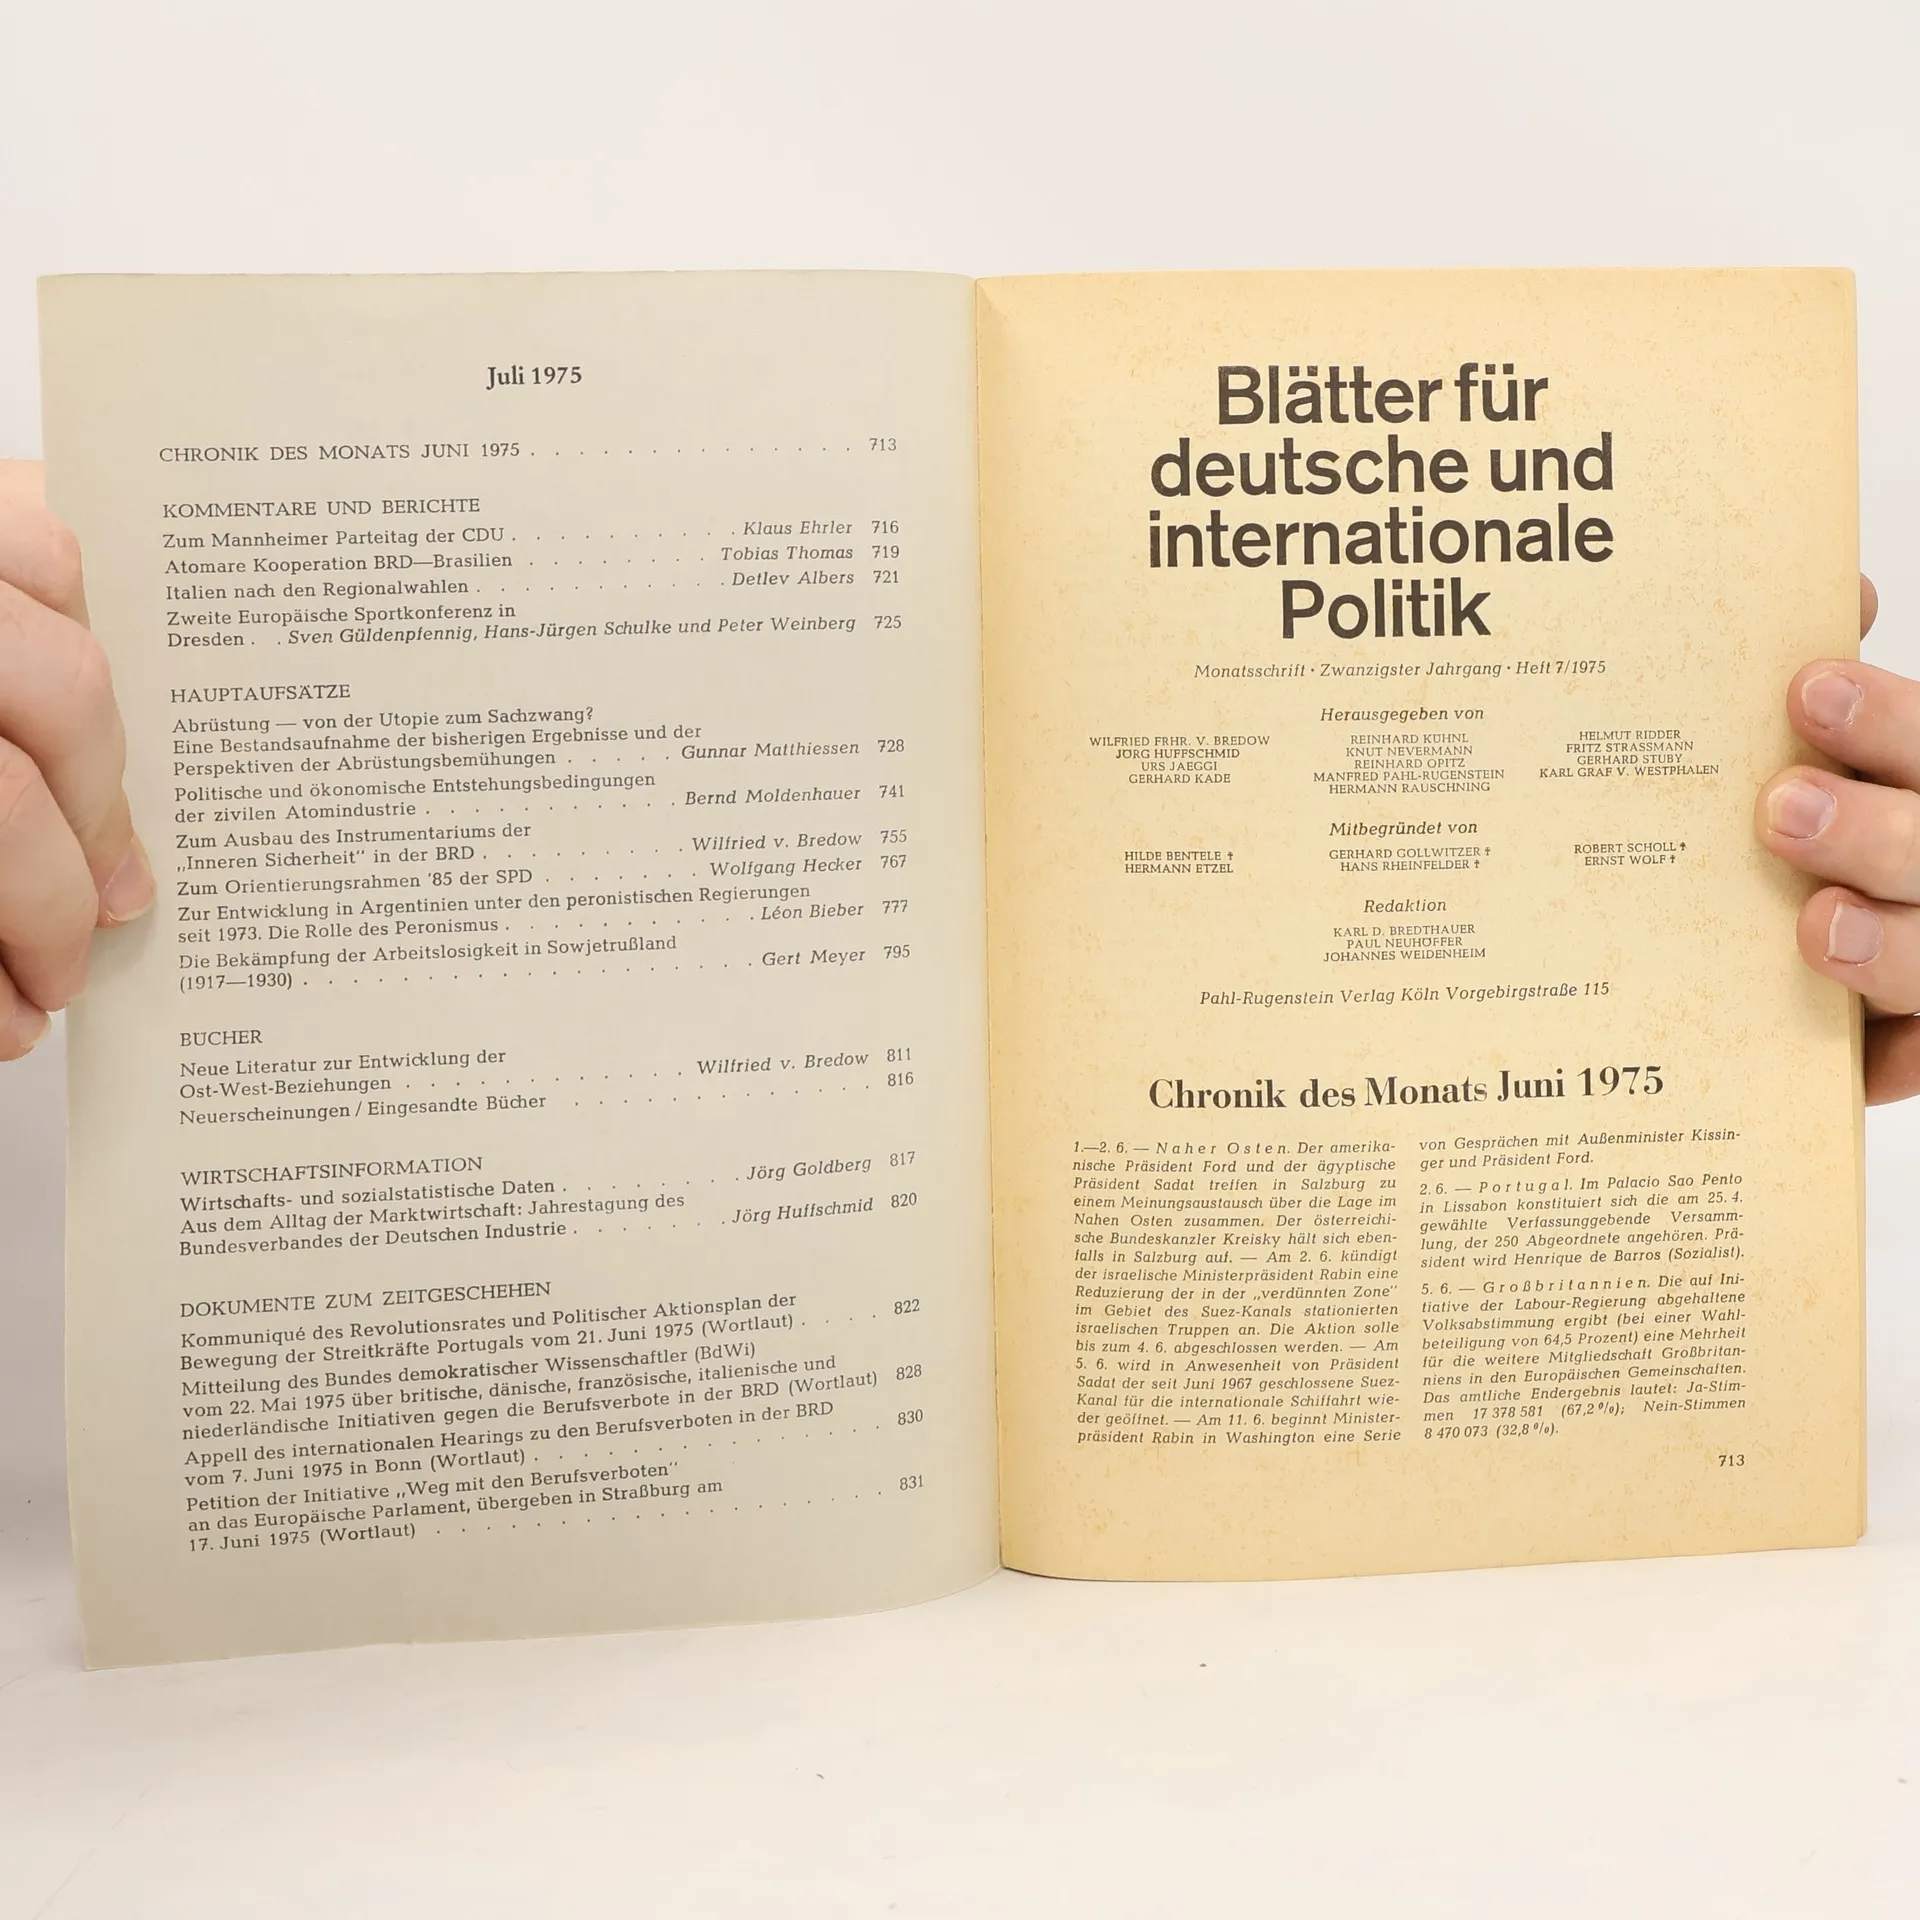 Juli 1975
CHRONIK DES MONATS JUNI 1975 . . . . . . . . . . . . . . 713
KOMMENTARE UND BERICHTE
Zum Mannheimer Parteitag der CDU . . . . . . . . . . Klaus Ehrler 716
Atomare Kooperation BRD—Brasilien . . . . . . . . Tobias Thomas 719
Italien nach den Regionalwahlen . . . . . . . . . . Detlev Albers 721
Zweite Europäische Sportkonferenz in
Dresden . . Sven Güldenpfennig, Hans-Jürgen Schulke und Peter Weinberg 725
HAUPTAUFSÄTZE
Abrüstung — von der Utopie zum Sachzwang?
Eine Bestandsaufnahme der bisherigen Ergebnisse und der
Perspektiven der Abrüstungsbemühungen . . . . . Gunnar Matthiessen 728
Politische und ökonomische Entstehungsbedingungen
der zivilen Atomindustrie . . . . . . . . . . . Bernd Moldenhauer 741
Zum Ausbau des Instrumentariums der
„Inneren Sicherheit" in der BRD . . . . . . . . . Wilfried v. Bredow 755
Zum Orientierungsrahmen '85 der SPD . . . . . . . Wolfgang Hecker 767
Zur Entwicklung in Argentinien unter den peronistischen Regierungen
seit 1973. Die Rolle des Peronismus . . . . . . . . . . Léon Bieber 777
Die Bekämpfung der Arbeitslosigkeit in Sowjetrußland
(1917—1930) . . . . . . . . . . . . . . . . . . . . Gert Meyer 795
BÜCHER
Neue Literatur zur Entwicklung der
Ost-West-Beziehungen . . . . . . . . . . . . Wilfried v. Bredow 811
Neuerscheinungen / Eingesandte Bücher . . . . . . . . . . . . . 816
WIRTSCHAFTSINFORMATION
Wirtschafts- und sozialstatistische Daten . . . . . . . . Jörg Goldberg 817
Aus dem Alltag der Marktwirtschaft: Jahrestagung des
Bundesverbandes der Deutschen Industrie . . . . . . . Jörg Huffschmid 820
DOKUMENTE ZUM ZEITGESCHEHEN
Kommuniqué des Revolutionsrates und Politischer Aktionsplan der
Bewegung der Streitkräfte Portugals vom 21. Juni 1975 (Wortlaut) . . . . 822
Mitteilung des Bundes demokratischer Wissenschaftler (BdWi)
vom 22. Mai 1975 über britische, dänische, französische, italienische und
niederländische Initiativen gegen die Berufsverbote in der BRD (Wortlaut) 828
Appell des internationalen Hearings zu den Berufsverboten in der BRD
vom 7. Juni 1975 in Bonn (Wortlaut) . . . . . . . . . . . . . . 830
Petition der Initiative „Weg mit den Berufsverboten"
an das Europäische Parlament, übergeben in Straßburg am
17. Juni 1975 (Wortlaut) . . . . . . . . . . . . . . . . . . . 831
Blätter für
deutsche und
internationale
Politik
Monatsschrift · Zwanzigster Jahrgang · Heft 7/1975
Herausgegeben von
WILFRIED FRHR. V. BREDOW
JÖRG HUFFSCHMID
URS JAEGGI
GERHARD KADE
REINHARD KÜHNL
KNUT NEVERMANN
REINHARD OPITZ
MANFRED PAHL-RUGENSTEIN
HERMANN RAUSCHNING
HELMUT RIDDER
FRITZ STRASSMANN
GERHARD STUBY
KARL GRAF V. WESTPHALEN
Mitbegründet von
HILDE BENTELE ✝
HERMANN ETZEL
GERHARD GOLLWITZER ✝
HANS RHEINFELDER ✝
ROBERT SCHOLL ✝
ERNST WOLF ✝
Redaktion
KARL D. BREDTHAUER
PAUL NEUHÖFFER
JOHANNES WEIDENHEIM
Pahl-Rugenstein Verlag Köln Vorgebirgstraße 115
Chronik des Monats Juni 1975
1.—2. 6. — Naher Osten. Der amerika-
nische Präsident Ford und der ägyptische
Präsident Sadat treffen in Salzburg zu
einem Meinungsaustausch über die Lage im
Nahen Osten zusammen. Der österreichi-
sche Bundeskanzler Kreisky hält sich eben-
falls in Salzburg auf. — Am 2. 6. kündigt
der israelische Ministerpräsident Rabin eine
Reduzierung der in der „verdünnten Zone"
im Gebiet des Suez-Kanals stationierten
israelischen Truppen an. Die Aktion solle
bis zum 4. 6. abgeschlossen werden. — Am
5. 6. wird in Anwesenheit von Präsident
Sadat der seit Juni 1967 geschlossene Suez-
Kanal für die internationale Schiffahrt wie-
der geöffnet. — Am 11. 6. beginnt Minister-
präsident Rabin in Washington eine Serie
von Gesprächen mit Außenminister Kissin-
ger und Präsident Ford.
2. 6. — Portugal. Im Palacio Sao Pento
in Lissabon konstituiert sich die am 25. 4.
gewählte Verfassunggebende Versamm-
lung, der 250 Abgeordnete angehören. Prä-
sident wird Henrique de Barros (Sozialist).
5. 6. — Großbritannien. Die auf Ini-
tiative der Labour-Regierung abgehaltene
Volksabstimmung ergibt (bei einer Wahl-
beteiligung von 64,5 Prozent) eine Mehrheit
für die weitere Mitgliedschaft Großbritan-
niens in den Europäischen Gemeinschaften.
Das amtliche Endergebnis lautet: Ja-Stim-
men 17 378 581 (67,2 %); Nein-Stimmen
8 470 073 (32,8 %).
713